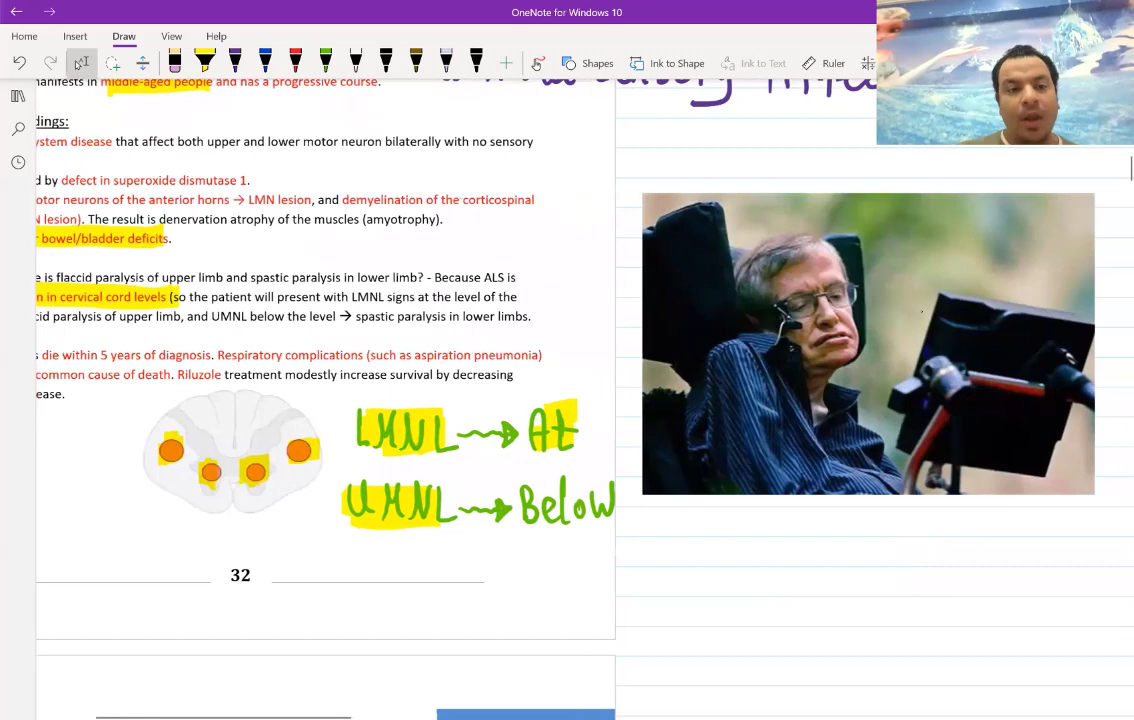 OneNote for Windows 10
Home Insert Draw View Help
Shapes Ink to Shape Ink to Text Ruler
manifests in middle-aged people and has a progressive course.
dings:
ystem disease that affect both upper and lower motor neuron bilaterally with no sensory
d by defect in superoxide dismutase 1.
otor neurons of the anterior horns → LMN lesion, and demyelination of the corticospinal
N lesion). The result is denervation atrophy of the muscles (amyotrophy).
r bowel/bladder deficits.
e is flaccid paralysis of upper limb and spastic paralysis in lower limb? - Because ALS is
n in cervical cord levels (so the patient will present with LMNL signs at the level of the
cid paralysis of upper limb, and UMNL below the level → spastic paralysis in lower limbs.
s die within 5 years of diagnosis. Respiratory complications (such as aspiration pneumonia)
common cause of death. Riluzole treatment modestly increase survival by decreasing
ease.
LMNL → At
UMNL → Below
32